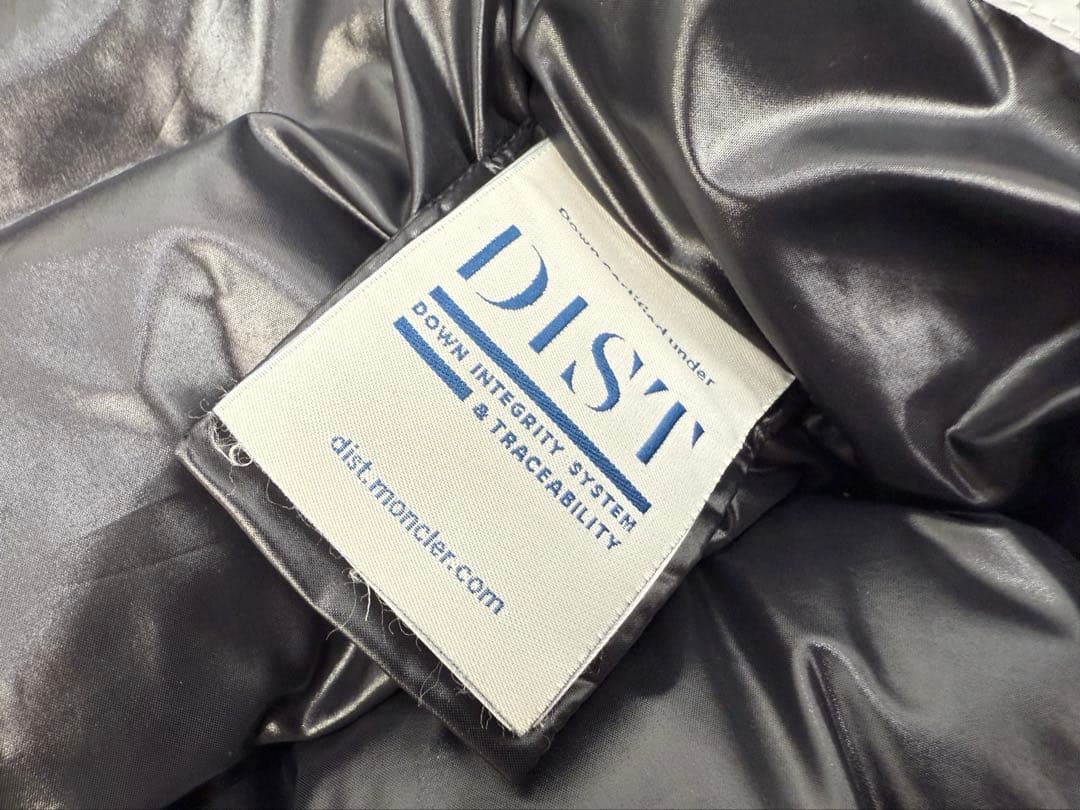 Down certified under
DIST
DOWN INTEGRITY SYSTEM
& TRACEABILITY
dist.moncler.com